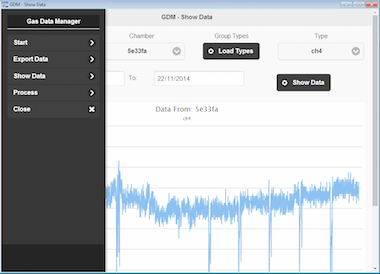 GDM - Show Data
Gas Data Manager
Start
Export Data
Show Data
Process
Close
GDM - Show Data
Chamber
Group Types
Type
5e33fa
Load Types
ch4
To:
22/11/2014
Show Data
Data From: 5e33fa
ch4